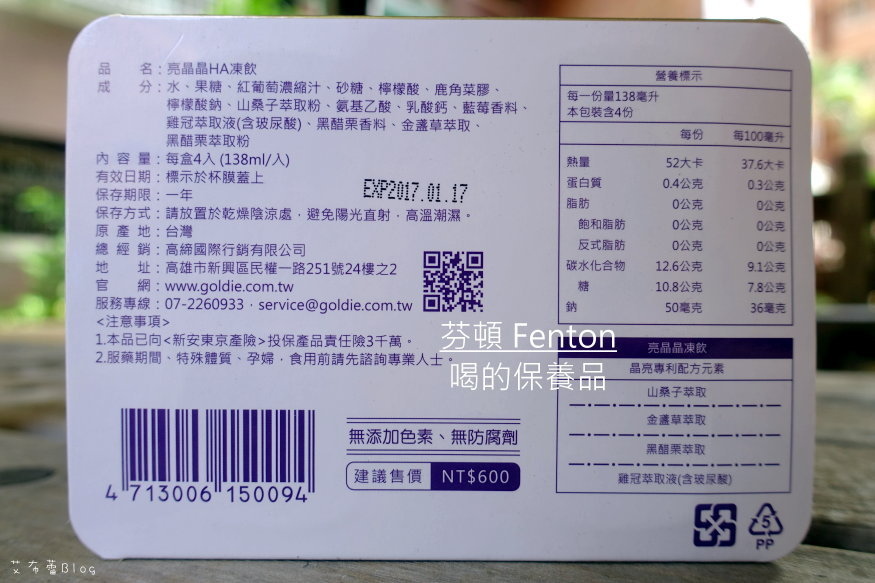 品　　名：亮晶晶HA凍飲
成　　分：水、果糖、紅葡萄濃縮汁、砂糖、檸檬酸、鹿角菜膠、
檸檬酸鈉、山桑子萃取粉、氨基乙酸、乳酸鈣、藍莓香料、
雞冠萃取液(含玻尿酸)、黑醋栗香料、金盞草萃取、
黑醋栗萃取粉
內 容 量：每盒4入 (138ml/入)
有效日期：標示於杯膜蓋上
EXP2017.01.17
保存期限：一年
保存方式：請放置於乾燥陰涼處，避免陽光直射，高溫潮濕。
原 產 地：台灣
總 經 銷：高締國際行銷有限公司
地　　址：高雄市新興區民權一路251號24樓之2
官　　網：www.goldie.com.tw
服務專線：07-2260933．service@goldie.com.tw
<注意事項>
1.本品已向<新安東京產險>投保產品責任險3千萬。
2.服藥期間、特殊體質、孕婦，食用前請先諮詢專業人士。
芬頓 Fenton
喝的保養品
4 713006 150094
無添加色素、無防腐劑
建議售價 NT$600
營養標示
每一份量138毫升
本包裝含4份
每份 每100毫升
熱量 52大卡 37.6大卡
蛋白質 0.4公克 0.3公克
脂肪 0公克 0公克
飽和脂肪 0公克 0公克
反式脂肪 0公克 0公克
碳水化合物 12.6公克 9.1公克
糖 10.8公克 7.8公克
鈉 50毫克 36毫克
亮晶晶凍飲
晶亮專利配方元素
山桑子萃取
金盞草萃取
黑醋栗萃取
雞冠萃取液(含玻尿酸)
5
PP
艾布蕾Blog